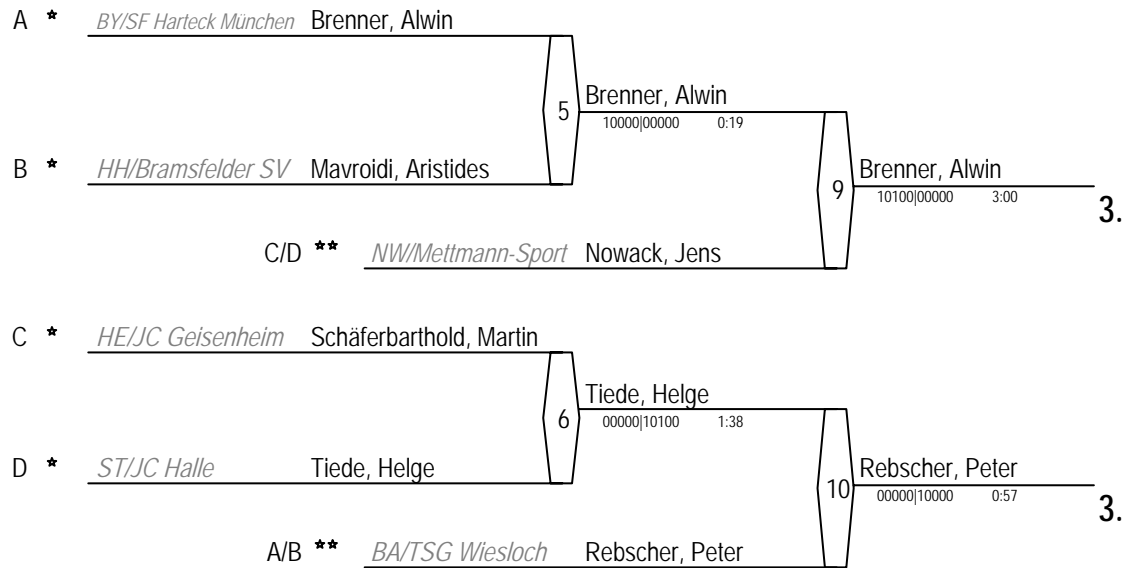 A * BY/SF Harteck München Brenner, Alwin
5 Brenner, Alwin
10000|00000 0:19
B * HH/Bramsfelder SV Mavroidi, Aristides
9 Brenner, Alwin
10100|00000 3:00
3.
C/D ** NW/Mettmann-Sport Nowack, Jens
C * HE/JC Geisenheim Schäferbarthold, Martin
6 Tiede, Helge
00000|10100 1:38
D * ST/JC Halle Tiede, Helge
10 Rebscher, Peter
00000|10000 0:57
3.
A/B ** BA/TSG Wiesloch Rebscher, Peter